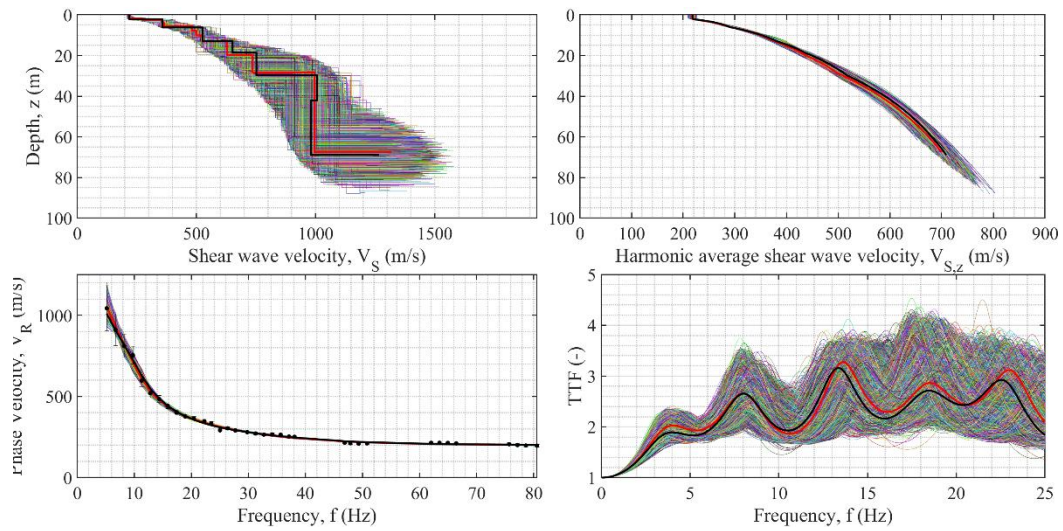 0
20
40
60
80
100
Depth, z (m)
0 500 1000 1500
Shear wave velocity, V_S (m/s)
0
20
40
60
80
100
0 100 200 300 400 500 600 700 800 900
Harmonic average shear wave velocity, V_S,z (m/s)
1000
500
0
Phase velocity, v_R (m/s)
0 10 20 30 40 50 60 70 80
Frequency, f (Hz)
5
4
3
2
1
TTF (-)
0 5 10 15 20 25
Frequency, f (Hz)